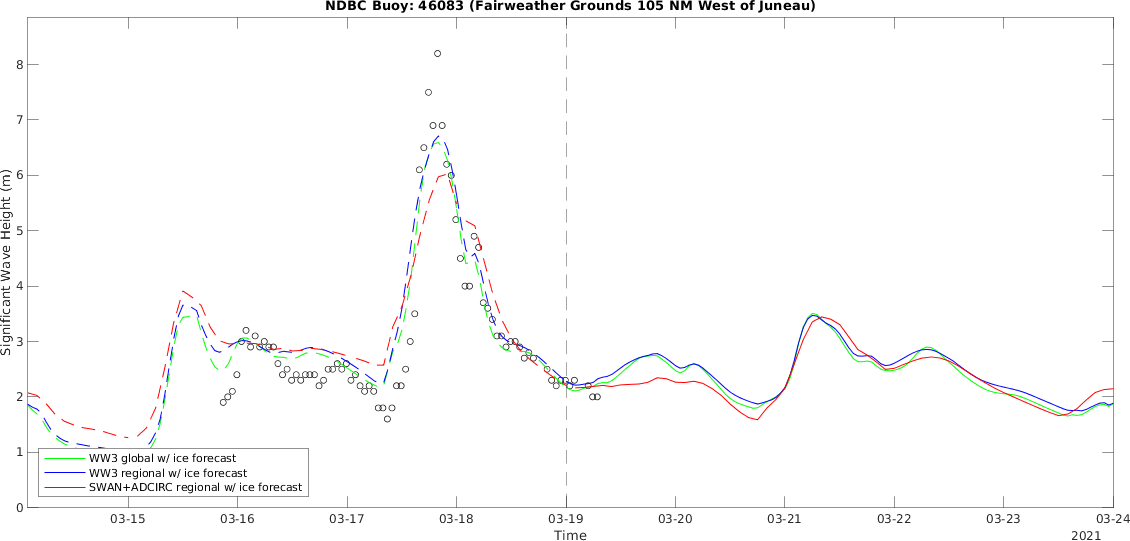 NDBC Buoy: 46083 (Fairweather Grounds 105 NM West of Juneau)
Significant Wave Height (m)
8
7
6
5
4
3
2
1
0
WW3 global w/ ice forecast
WW3 regional w/ ice forecast
SWAN+ADCIRC regional w/ ice forecast
03-15 03-16 03-17 03-18 03-19 03-20 03-21 03-22 03-23 03-24
Time
2021